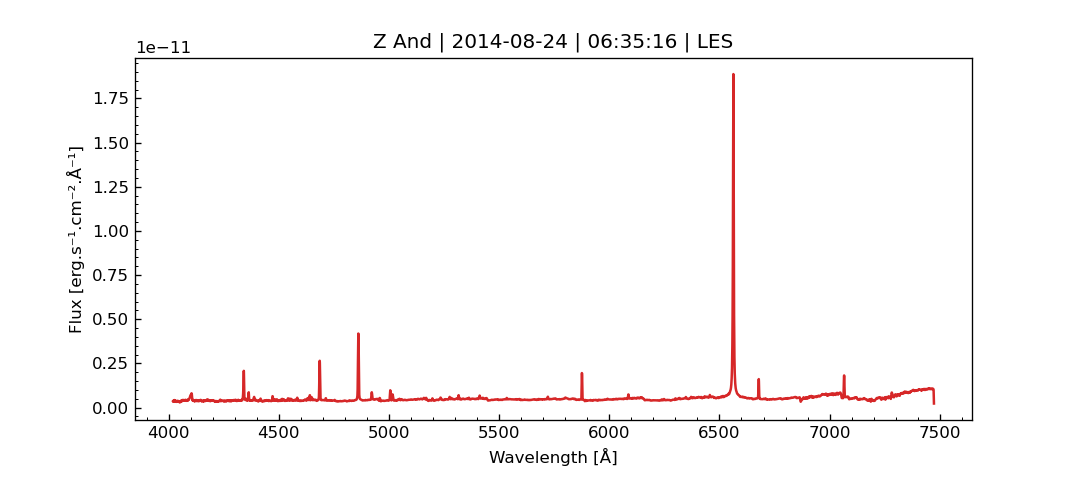 Z And | 2014-08-24 | 06:35:16 | LES
1e−11
1.75
1.50
1.25
1.00
0.75
0.50
0.25
0.00
Flux [erg.s⁻¹.cm⁻².Å⁻¹]
4000 4500 5000 5500 6000 6500 7000 7500
Wavelength [Å]